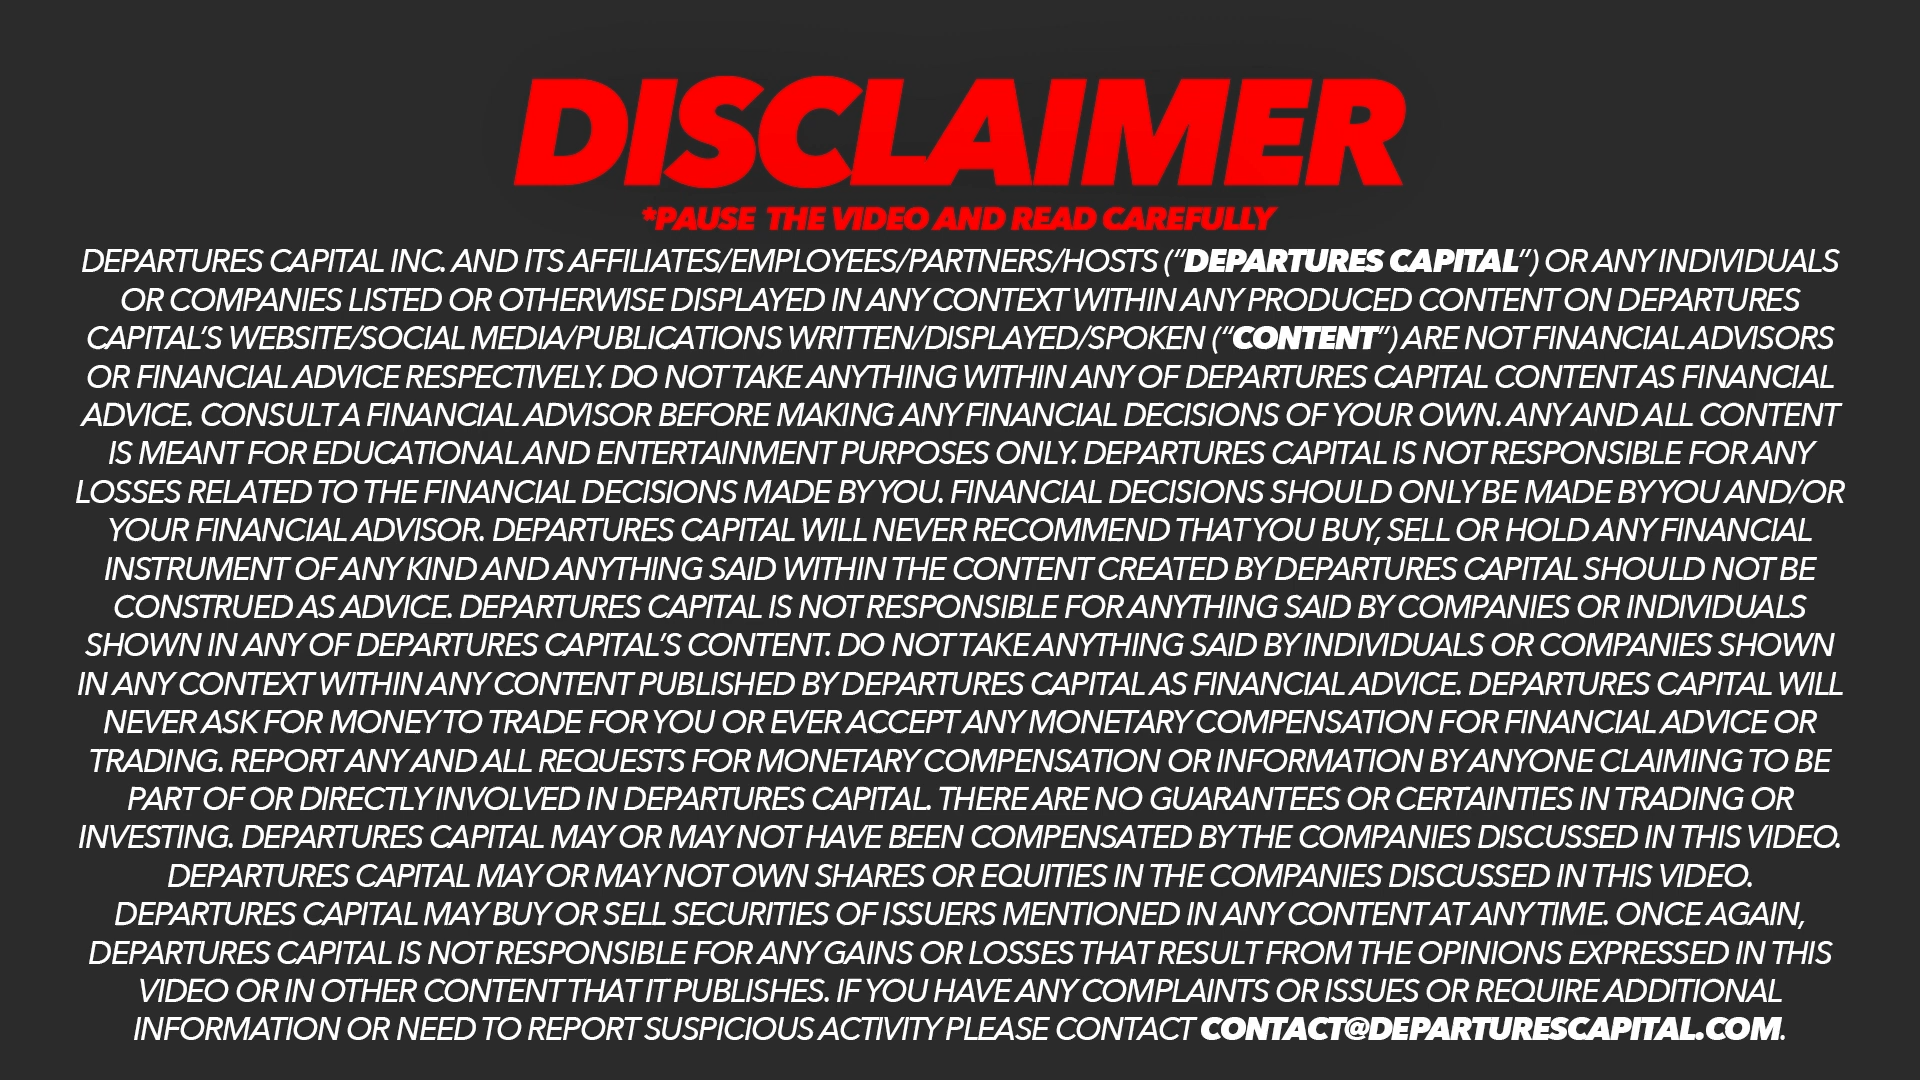 DISCLAIMER
*PAUSE THE VIDEO AND READ CAREFULLY
DEPARTURES CAPITAL INC. AND ITS AFFILIATES/EMPLOYEES/PARTNERS/HOSTS (“DEPARTURES CAPITAL”) OR ANY INDIVIDUALS
OR COMPANIES LISTED OR OTHERWISE DISPLAYED IN ANY CONTEXT WITHIN ANY PRODUCED CONTENT ON DEPARTURES
CAPITAL‘S WEBSITE/SOCIAL MEDIA/PUBLICATIONS WRITTEN/DISPLAYED/SPOKEN (“CONTENT”) ARE NOT FINANCIAL ADVISORS
OR FINANCIAL ADVICE RESPECTIVELY. DO NOT TAKE ANYTHING WITHIN ANY OF DEPARTURES CAPITAL CONTENT AS FINANCIAL
ADVICE. CONSULT A FINANCIAL ADVISOR BEFORE MAKING ANY FINANCIAL DECISIONS OF YOUR OWN. ANY AND ALL CONTENT
IS MEANT FOR EDUCATIONAL AND ENTERTAINMENT PURPOSES ONLY. DEPARTURES CAPITAL IS NOT RESPONSIBLE FOR ANY
LOSSES RELATED TO THE FINANCIAL DECISIONS MADE BY YOU. FINANCIAL DECISIONS SHOULD ONLY BE MADE BY YOU AND/OR
YOUR FINANCIAL ADVISOR. DEPARTURES CAPITAL WILL NEVER RECOMMEND THAT YOU BUY, SELL OR HOLD ANY FINANCIAL
INSTRUMENT OF ANY KIND AND ANYTHING SAID WITHIN THE CONTENT CREATED BY DEPARTURES CAPITAL SHOULD NOT BE
CONSTRUED AS ADVICE. DEPARTURES CAPITAL IS NOT RESPONSIBLE FOR ANYTHING SAID BY COMPANIES OR INDIVIDUALS
SHOWN IN ANY OF DEPARTURES CAPITAL‘S CONTENT. DO NOT TAKE ANYTHING SAID BY INDIVIDUALS OR COMPANIES SHOWN
IN ANY CONTEXT WITHIN ANY CONTENT PUBLISHED BY DEPARTURES CAPITAL AS FINANCIAL ADVICE. DEPARTURES CAPITAL WILL
NEVER ASK FOR MONEY TO TRADE FOR YOU OR EVER ACCEPT ANY MONETARY COMPENSATION FOR FINANCIAL ADVICE OR
TRADING. REPORT ANY AND ALL REQUESTS FOR MONETARY COMPENSATION OR INFORMATION BY ANYONE CLAIMING TO BE
PART OF OR DIRECTLY INVOLVED IN DEPARTURES CAPITAL. THERE ARE NO GUARANTEES OR CERTAINTIES IN TRADING OR
INVESTING. DEPARTURES CAPITAL MAY OR MAY NOT HAVE BEEN COMPENSATED BY THE COMPANIES DISCUSSED IN THIS VIDEO.
DEPARTURES CAPITAL MAY OR MAY NOT OWN SHARES OR EQUITIES IN THE COMPANIES DISCUSSED IN THIS VIDEO.
DEPARTURES CAPITAL MAY BUY OR SELL SECURITIES OF ISSUERS MENTIONED IN ANY CONTENT AT ANY TIME. ONCE AGAIN,
DEPARTURES CAPITAL IS NOT RESPONSIBLE FOR ANY GAINS OR LOSSES THAT RESULT FROM THE OPINIONS EXPRESSED IN THIS
VIDEO OR IN OTHER CONTENT THAT IT PUBLISHES. IF YOU HAVE ANY COMPLAINTS OR ISSUES OR REQUIRE ADDITIONAL
INFORMATION OR NEED TO REPORT SUSPICIOUS ACTIVITY PLEASE CONTACT CONTACT@DEPARTURESCAPITAL.COM.